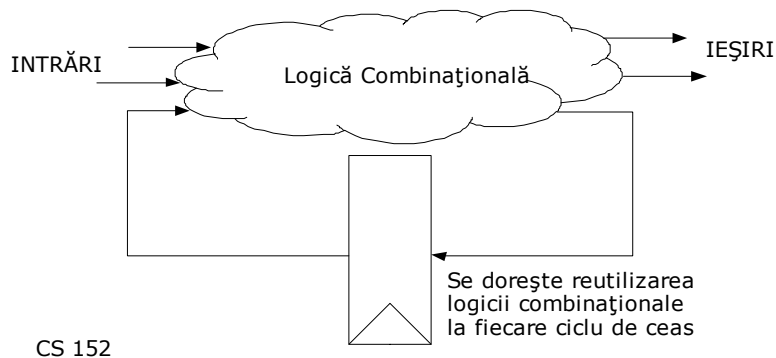 INTRĂRI
Logică Combinaţională
IEŞIRI
Se doreşte reutilizarea
logicii combinaţionale
la fiecare ciclu de ceas
CS 152